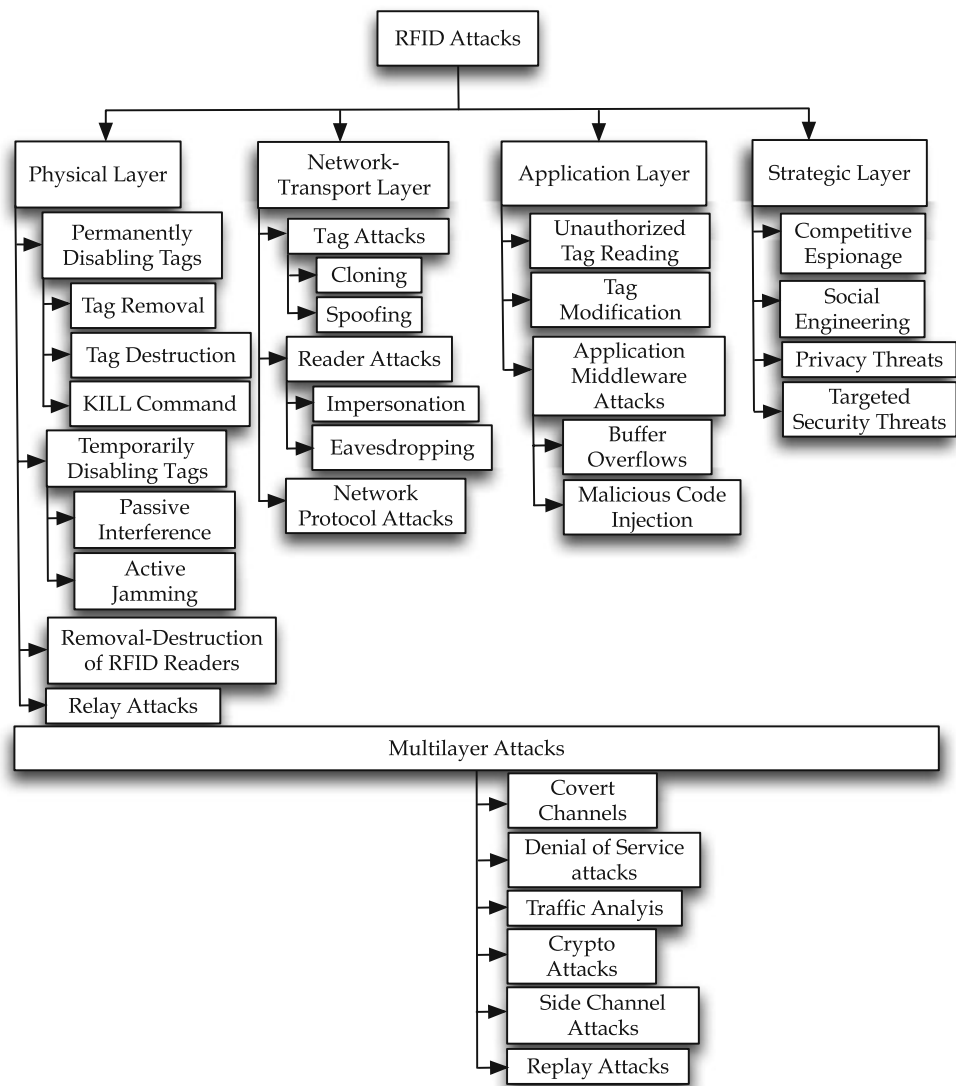 RFID Attacks
Physical Layer
Permanently
Disabling Tags
Tag Removal
Tag Destruction
KILL Command
Temporarily
Disabling Tags
Passive
Interference
Active
Jamming
Removal-Destruction
of RFID Readers
Relay Attacks
Network-
Transport Layer
Tag Attacks
Cloning
Spoofing
Reader Attacks
Impersonation
Eavesdropping
Network
Protocol Attacks
Application Layer
Unauthorized
Tag Reading
Tag
Modification
Application
Middleware
Attacks
Buffer
Overflows
Malicious Code
Injection
Strategic Layer
Competitive
Espionage
Social
Engineering
Privacy Threats
Targeted
Security Threats
Multilayer Attacks
Covert
Channels
Denial of Service
attacks
Traffic Analyis
Crypto
Attacks
Side Channel
Attacks
Replay Attacks